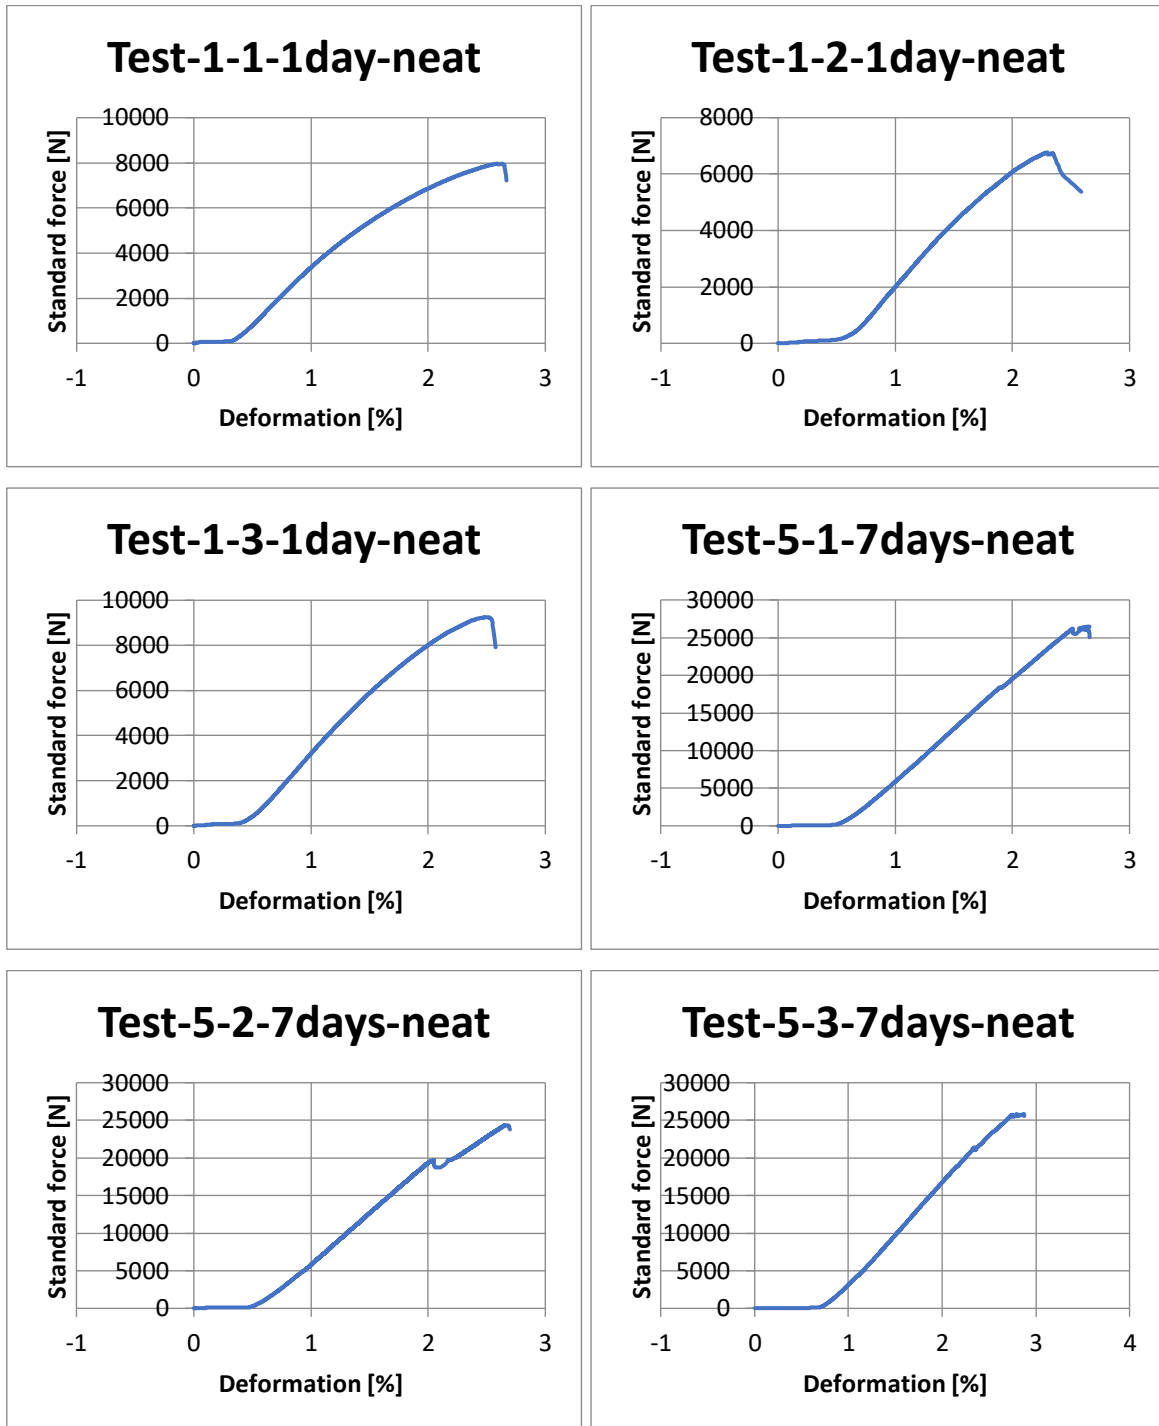 Test-1-1-1day-neat
Standard force [N]
10000
8000
6000
4000
2000
0
-1 0 1 2 3
Deformation [%]
Test-1-2-1day-neat
Standard force [N]
8000
6000
4000
2000
0
-1 0 1 2 3
Deformation [%]
Test-1-3-1day-neat
Standard force [N]
10000
8000
6000
4000
2000
0
-1 0 1 2 3
Deformation [%]
Test-5-1-7days-neat
Standard force [N]
30000
25000
20000
15000
10000
5000
0
-1 0 1 2 3
Deformation [%]
Test-5-2-7days-neat
Standard force [N]
30000
25000
20000
15000
10000
5000
0
-1 0 1 2 3
Deformation [%]
Test-5-3-7days-neat
Standard force [N]
30000
25000
20000
15000
10000
5000
0
-1 0 1 2 3 4
Deformation [%]